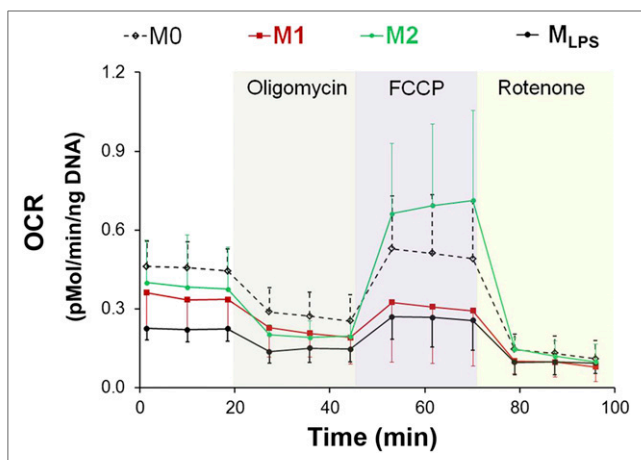 M0 M1 M2 MLPS
Oligomycin FCCP Rotenone
1.2
0.9
0.6
0.3
0.0
OCR
(pMol/min/ng DNA)
0 20 40 60 80 100
Time (min)